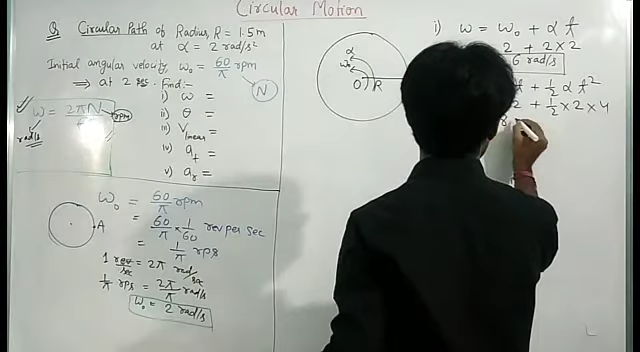 Circular Motion
Q. Circular Path of Radius, R = 1.5m
at α = 2 rad/s²
Initial angular velocity, ω₀ = 60/π rpm
⇒ at 2 sec. Find:-
N
i) ω =
ii) θ =
iii) V linear =
iv) a_t =
v) a_r =
ω = 2πN
rpm
rad/s
A
ω₀ = 60/π rpm
= 60/π × 1/60 rev per sec
= 1/π rps
1 rev/sec = 2π rad/sec
1/π rps = 2π/π rad/s
ω₀ = 2 rad/s
α
ω₀
O R
i) ω = ω₀ + α t
2 + 2×2
6 rad/s
t + 1/2 α t²
2 + 1/2 × 2 × 4
8